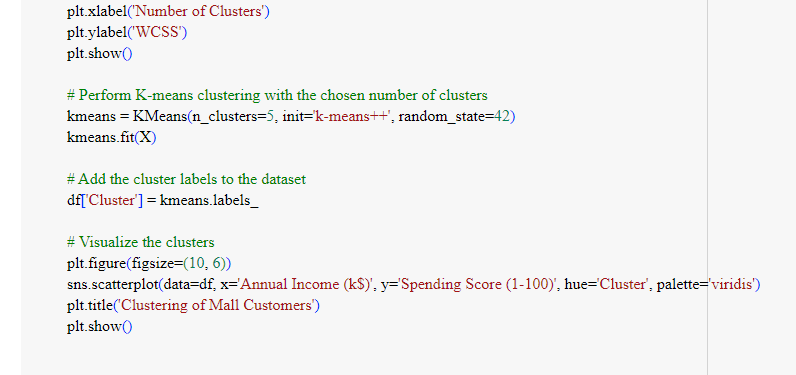 plt.xlabel('Number of Clusters')
plt.ylabel('WCSS')
plt.show()
# Perform K-means clustering with the chosen number of clusters
kmeans = KMeans(n_clusters=5, init='k-means++', random_state=42)
kmeans.fit(X)
# Add the cluster labels to the dataset
df['Cluster'] = kmeans.labels_
# Visualize the clusters
plt.figure(figsize=(10, 6))
sns.scatterplot(data=df, x='Annual Income (k$)', y='Spending Score (1-100)', hue='Cluster', palette='viridis')
plt.title('Clustering of Mall Customers')
plt.show()